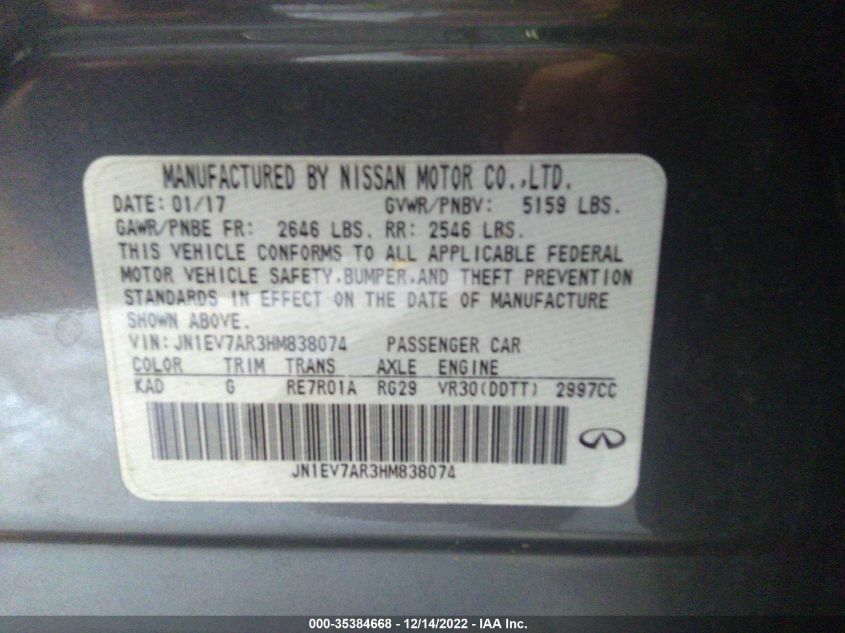 MANUFACTURED BY NISSAN MOTOR CO.,LTD.
DATE: 01/17 GVWR/PNBV: 5159 LBS.
GAWR/PNBE FR: 2646 LBS. RR: 2546 LBS.
THIS VEHICLE CONFORMS TO ALL APPLICABLE FEDERAL
MOTOR VEHICLE SAFETY,BUMPER,AND THEFT PREVENTION
STANDARDS IN EFFECT ON THE DATE OF MANUFACTURE
SHOWN ABOVE.
VIN:JN1EV7AR3HM838074 PASSENGER CAR
COLOR TRIM TRANS AXLE ENGINE
KAD G RE7R01A RG29 VR30(DDTT) 2997CC
JN1EV7AR3HM838074
000-35384668 - 12/14/2022 - IAA Inc.